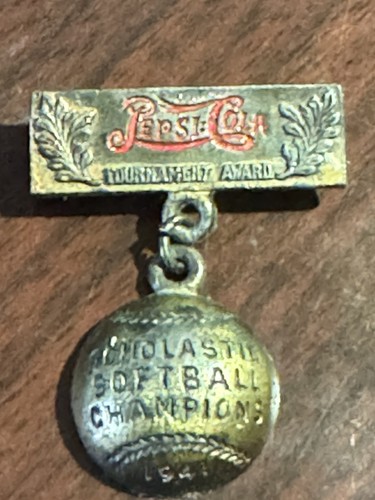 PEPSI-COLA
TOURNAMENT AWARD
SCHOLASTIC
SOFTBALL
CHAMPIONS